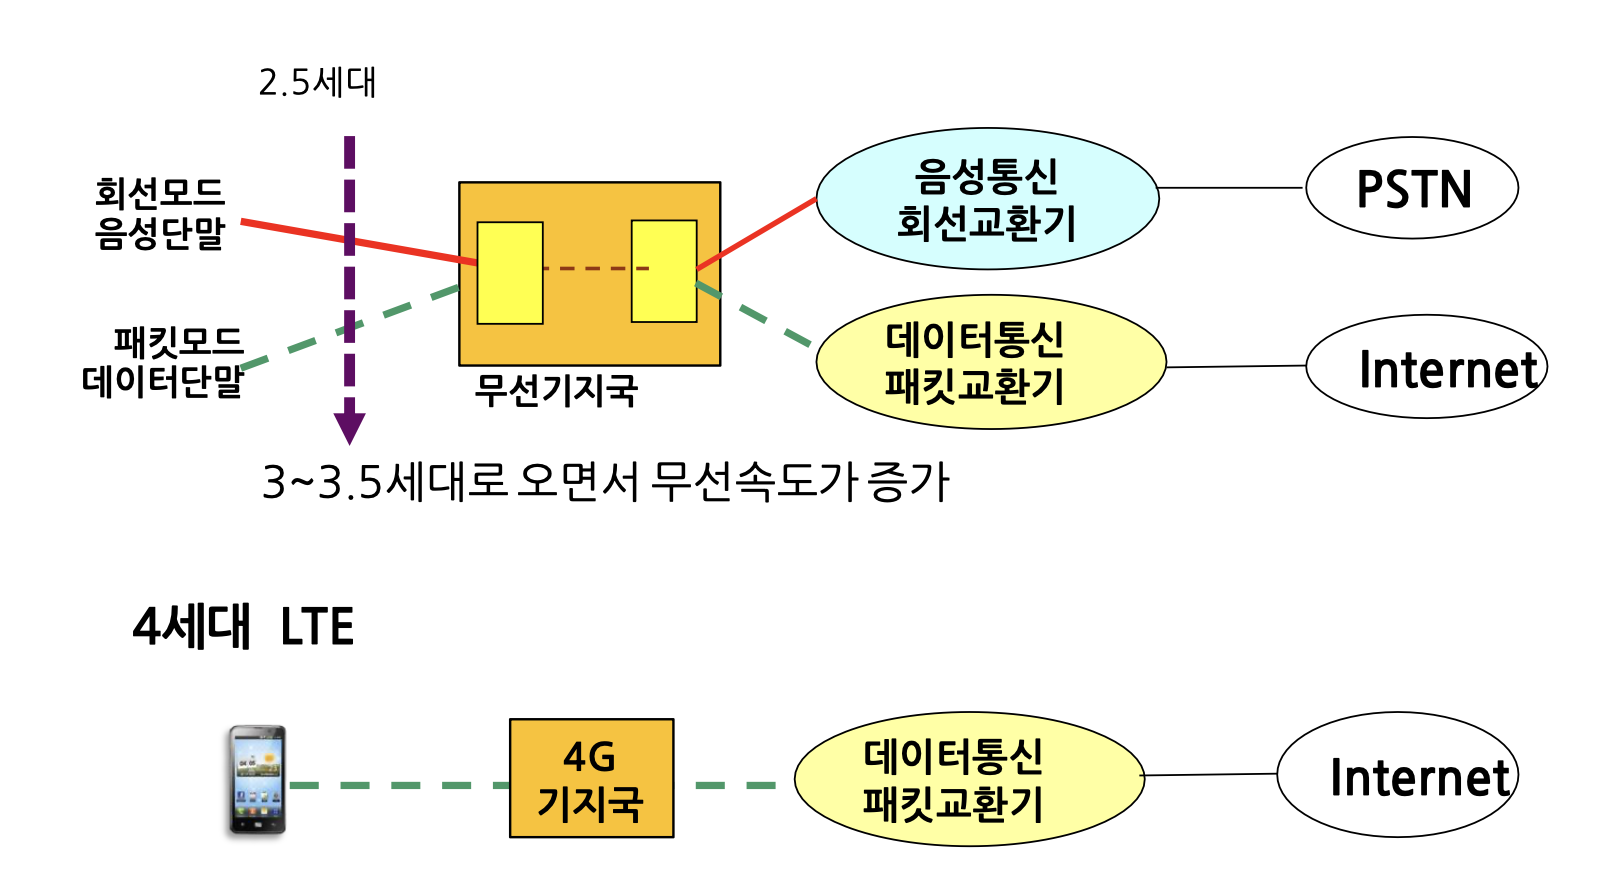 2.5세대
회선모드
음성단말
패킷모드
데이터단말
무선기지국
음성통신
회선교환기
PSTN
데이터통신
패킷교환기
Internet
3~3.5세대로 오면서 무선속도가 증가
4세대 LTE
4G
기지국
데이터통신
패킷교환기
Internet